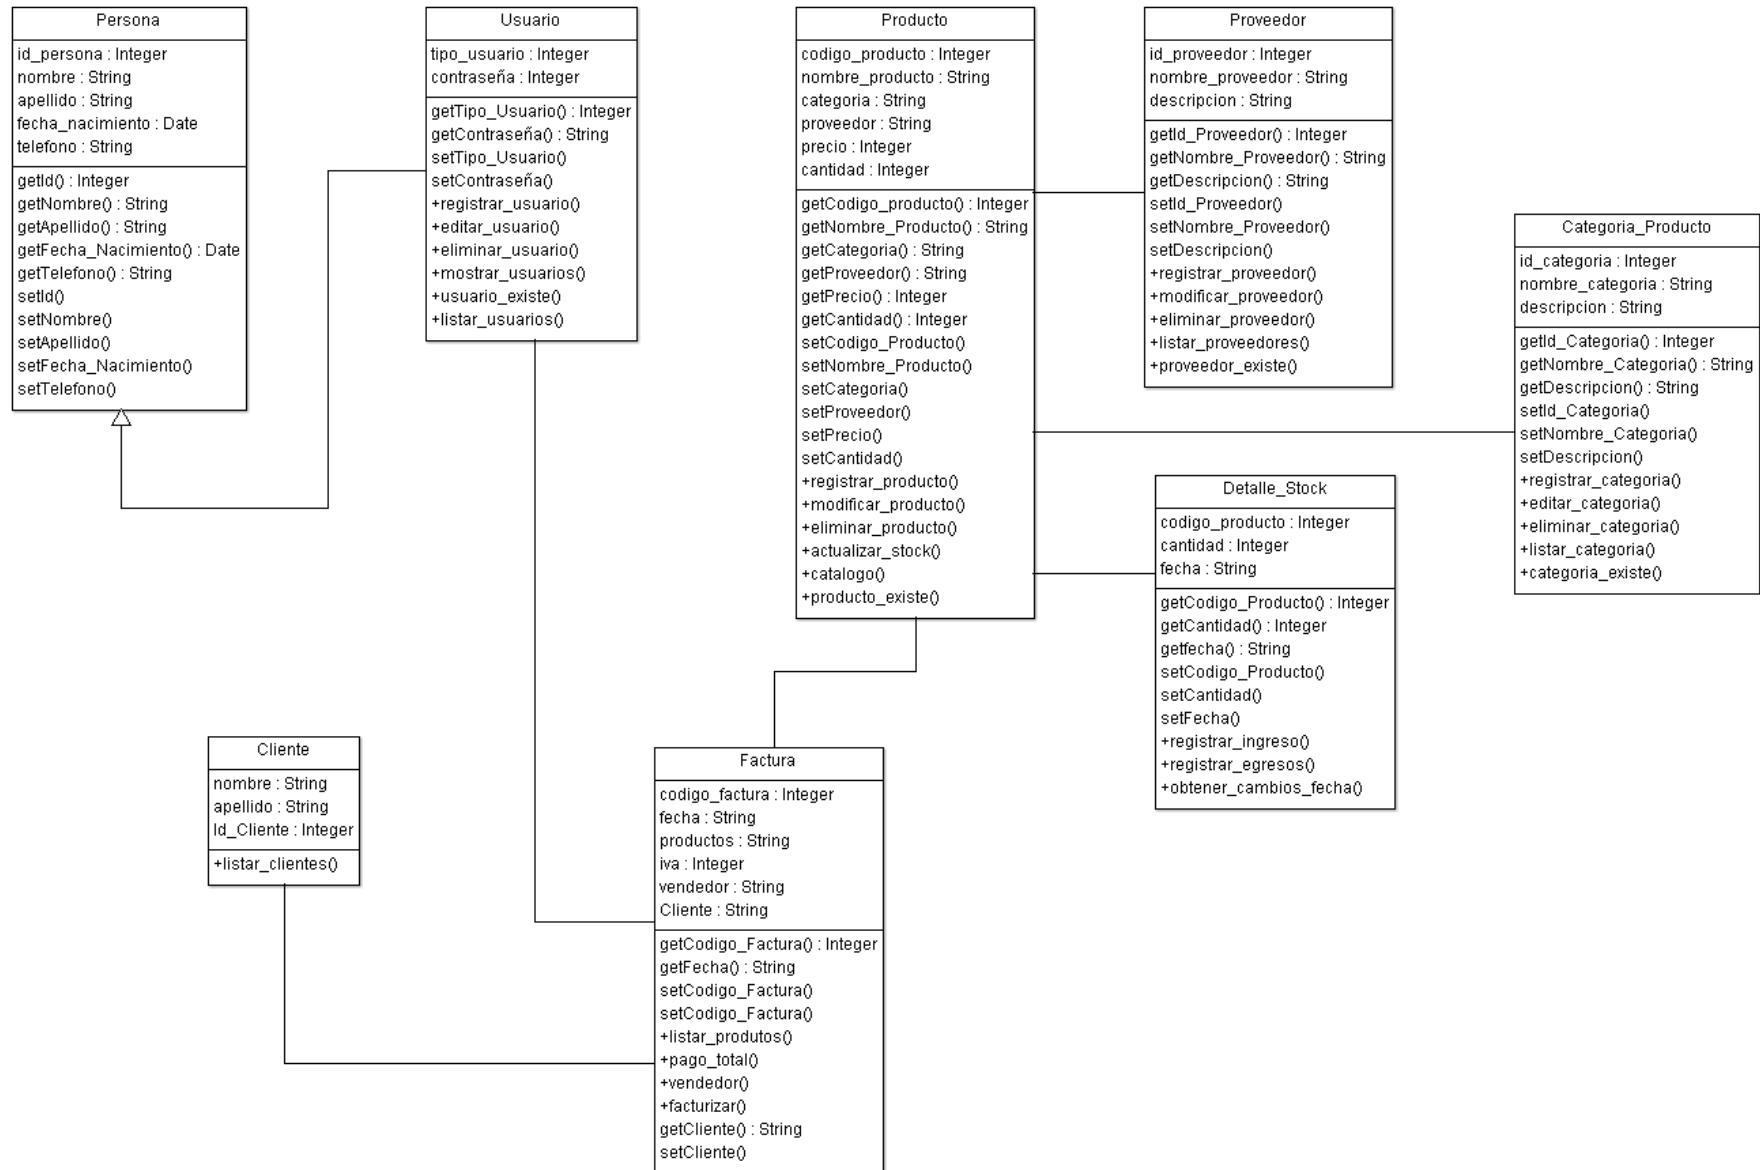 Persona
id_persona : Integer
nombre : String
apellido : String
fecha_nacimiento : Date
telefono : String
getId() : Integer
getNombre() : String
getApellido() : String
getFecha_Nacimiento() : Date
getTelefono() : String
setId()
setNombre()
setApellido()
setFecha_Nacimiento()
setTelefono()
Usuario
tipo_usuario : Integer
contraseña : Integer
getTipo_Usuario() : Integer
getContraseña() : String
setTipo_Usuario()
setContraseña()
+registrar_usuario()
+editar_usuario()
+eliminar_usuario()
+mostrar_usuarios()
+usuario_existe()
+listar_usuarios()
Producto
codigo_producto : Integer
nombre_producto : String
categoria : String
proveedor : String
precio : Integer
cantidad : Integer
getCodigo_producto() : Integer
getNombre_Producto() : String
getCategoria() : String
getProveedor() : String
getPrecio() : Integer
getCantidad() : Integer
setCodigo_Producto()
setNombre_Producto()
setCategoria()
setProveedor()
setPrecio()
setCantidad()
+registrar_producto()
+modificar_producto()
+eliminar_producto()
+actualizar_stock()
+catalogo()
+producto_existe()
Proveedor
id_proveedor : Integer
nombre_proveedor : String
descripcion : String
getId_Proveedor() : Integer
getNombre_Proveedor() : String
getDescripcion() : String
setId_Proveedor()
setNombre_Proveedor()
setDescripcion()
+registrar_proveedor()
+modificar_proveedor()
+eliminar_proveedor()
+listar_proveedores()
+proveedor_existe()
Categoria_Producto
id_categoria : Integer
nombre_categoria : String
descripcion : String
getId_Categoria() : Integer
getNombre_Categoria() : String
getDescripcion() : String
setId_Categoria()
setNombre_Categoria()
setDescripcion()
+registrar_categoria()
+editar_categoria()
+eliminar_categoria()
+listar_categoria()
+categoria_existe()
Detalle_Stock
codigo_producto : Integer
cantidad : Integer
fecha : String
getCodigo_Producto() : Integer
getCantidad() : Integer
getfecha() : String
setCodigo_Producto()
setCantidad()
setFecha()
+registrar_ingreso()
+registrar_egresos()
+obtener_cambios_fecha()
Cliente
nombre : String
apellido : String
Id_Cliente : Integer
+listar_clientes()
Factura
codigo_factura : Integer
fecha : String
productos : String
iva : Integer
vendedor : String
Cliente : String
getCodigo_Factura() : Integer
getFecha() : String
setCodigo_Factura()
setCodigo_Factura()
+listar_produtos()
+pago_total()
+vendedor()
+facturizar()
getCliente() : String
setCliente()